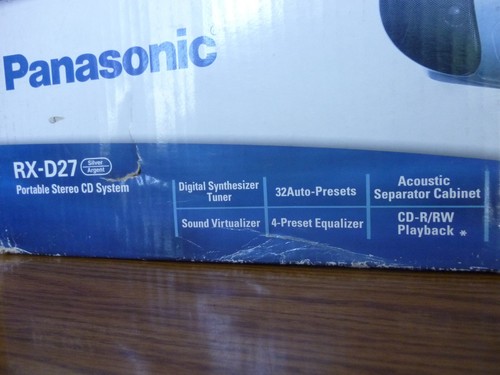 Panasonic
RX-D27 Silver Argent
Portable Stereo CD System
Digital Synthesizer Tuner
32Auto-Presets
Acoustic Separator Cabinet
Sound Virtualizer
4-Preset Equalizer
CD-R/RW Playback *